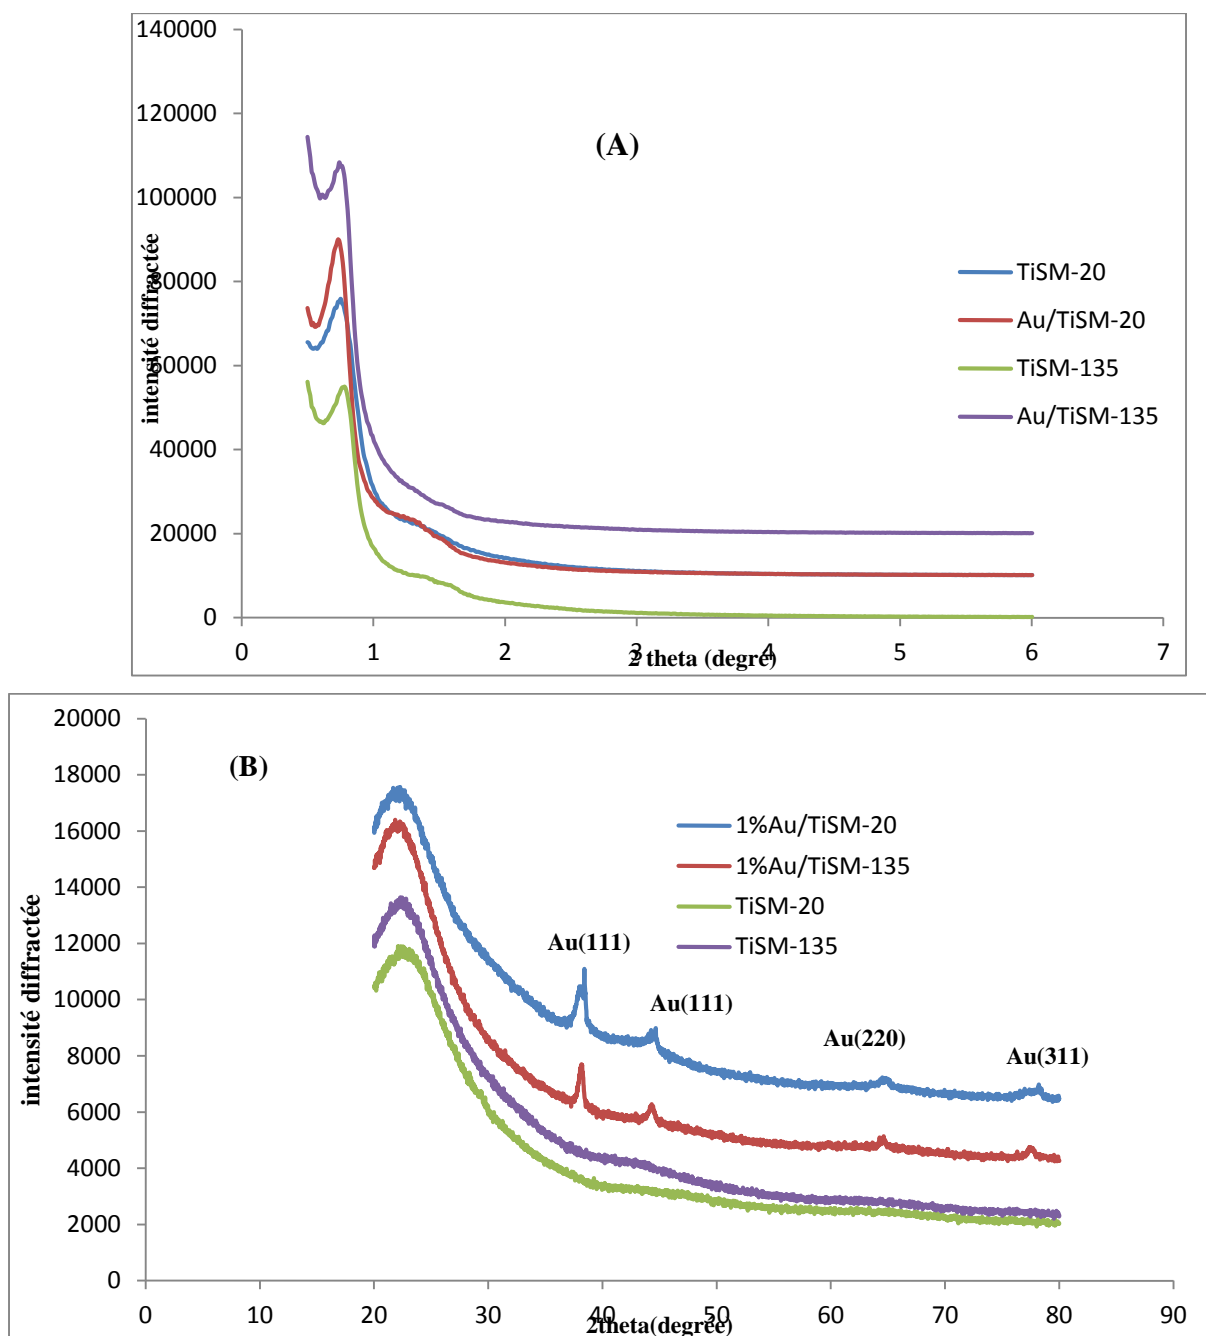 140000
120000
100000
80000
60000
40000
20000
0
intensité diffractée
(A)
TiSM-20
Au/TiSM-20
TiSM-135
Au/TiSM-135
0 1 2 3 4 5 6 7
2 theta (degré)
20000
18000
16000
14000
12000
10000
8000
6000
4000
2000
0
intensité diffractée
(B)
1%Au/TiSM-20
1%Au/TiSM-135
TiSM-20
TiSM-135
Au(111)
Au(111)
Au(220)
Au(311)
0 10 20 30 40 50 60 70 80 90
2theta(degrée)